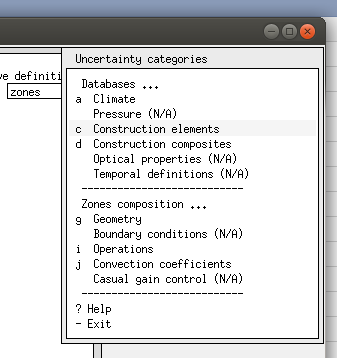 ve definiti
zones
Uncertainty categories
Databases ...
a Climate
Pressure (N/A)
c Construction elements
d Construction composites
Optical properties (N/A)
Temporal definitions (N/A)
---------------------------
Zones composition ...
g Geometry
Boundary conditions (N/A)
i Operations
j Convection coefficients
Casual gain control (N/A)
---------------------------
? Help
- Exit